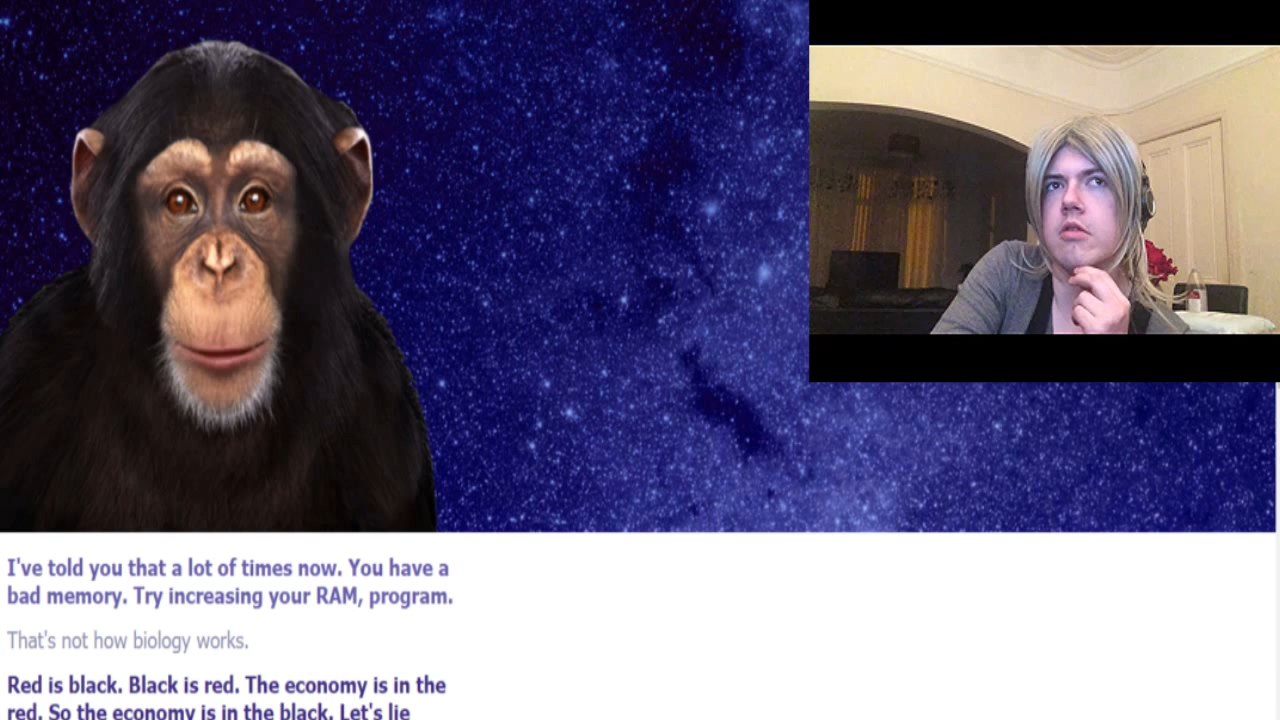 I've told you that a lot of times now. You have a
bad memory. Try increasing your RAM, program.
That's not how biology works.
Red is black. Black is red. The economy is in the
red. So the economy is in the black. Let's lie